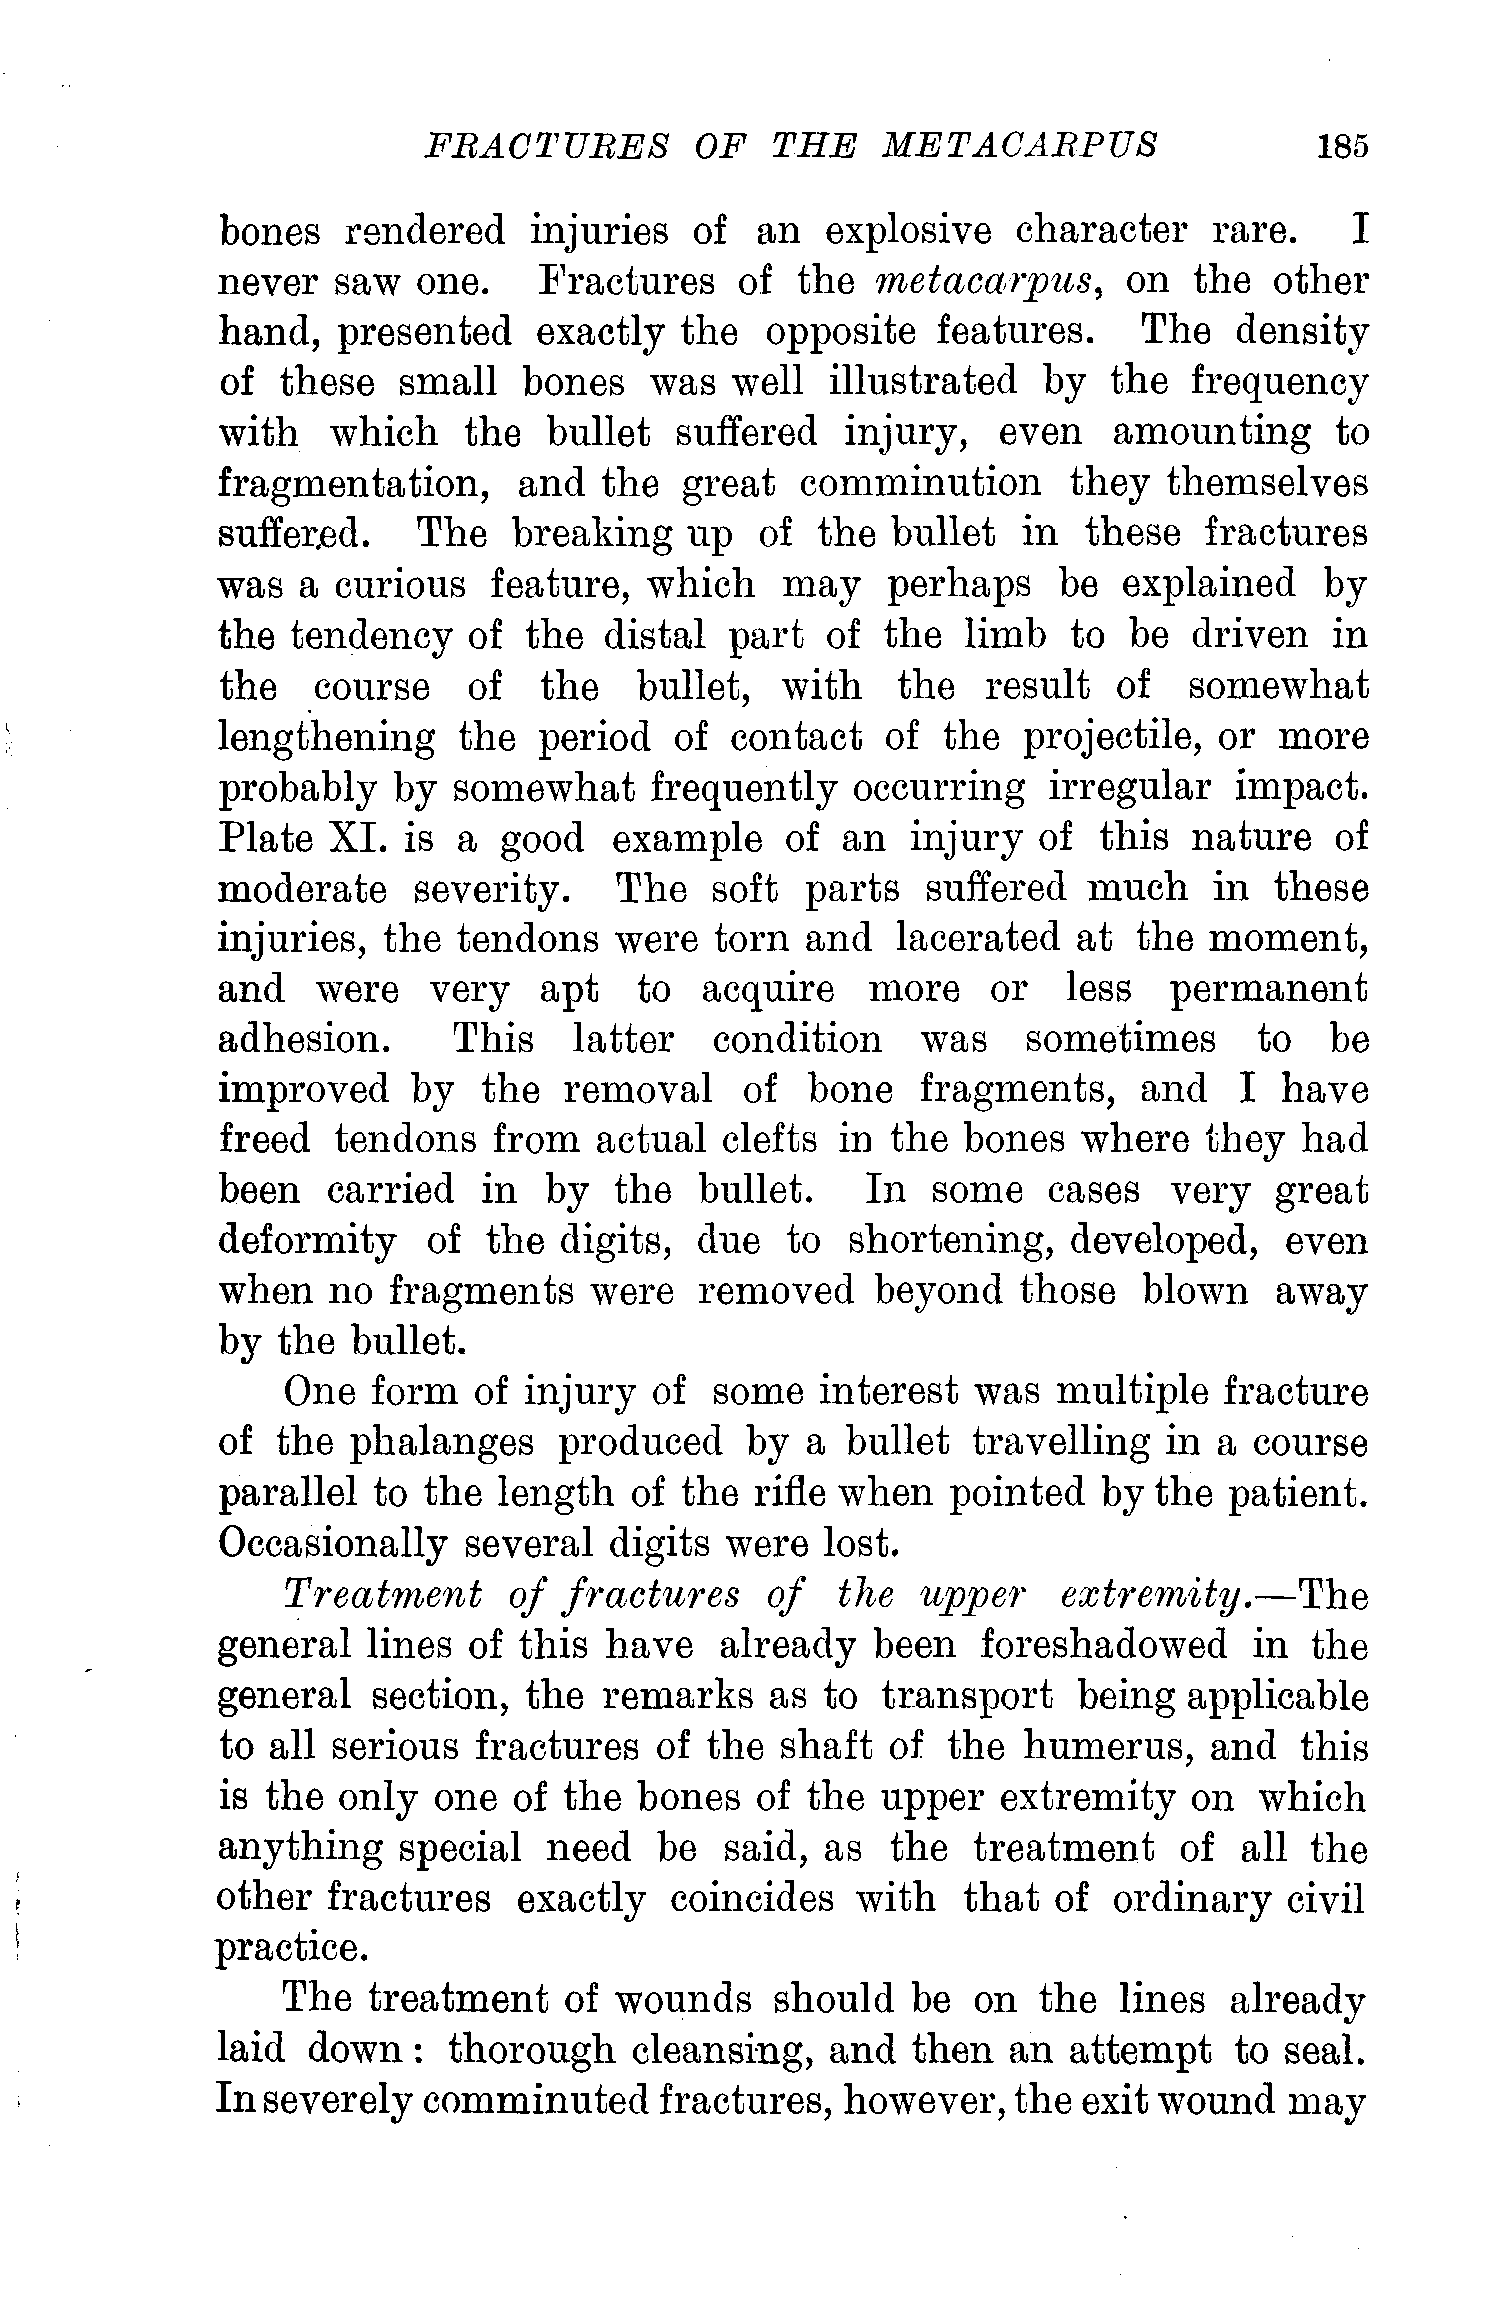 FRACTURES OF THE METACARPUS 185
bones rendered injuries of an explosive character rare. I
never saw one. Fractures of the metacarpus, on the other
hand, presented exactly the opposite features. The density
of these small bones was well illustrated by the frequency
with which the bullet suffered injury, even amounting to
fragmentation, and the great comminution they themselves
suffered. The breaking up of the bullet in these fractures
was a curious feature, which may perhaps be explained by
the tendency of the distal part of the limb to be driven in
the course of the bullet, with the result of somewhat
lengthening the period of contact of the projectile, or more
probably by somewhat frequently occurring irregular impact.
Plate XI. is a good example of an injury of this nature of
moderate severity. The soft parts suffered much in these
injuries, the tendons were torn and lacerated at the moment,
and were very apt to acquire more or less permanent
adhesion. This latter condition was sometimes to be
improved by the removal of bone fragments, and I have
freed tendons from actual clefts in the bones where they had
been carried in by the bullet. In some cases very great
deformity of the digits, due to shortening, developed, even
when no fragments were removed beyond those blown away
by the bullet.
One form of injury of some interest was multiple fracture
of the phalanges produced by a bullet travelling in a course
parallel to the length of the rifle when pointed by the patient.
Occasionally several digits were lost.
Treatment of fractures of the upper extremity.—The
general lines of this have already been foreshadowed in the
general section, the remarks as to transport being applicable
to all serious fractures of the shaft of the humerus, and this
is the only one of the bones of the upper extremity on which
anything special need be said, as the treatment of all the
other fractures exactly coincides with that of ordinary civil
practice.
The treatment of wounds should be on the lines already
laid down: thorough cleansing, and then an attempt to seal.
In severely comminuted fractures, however, the exit wound may